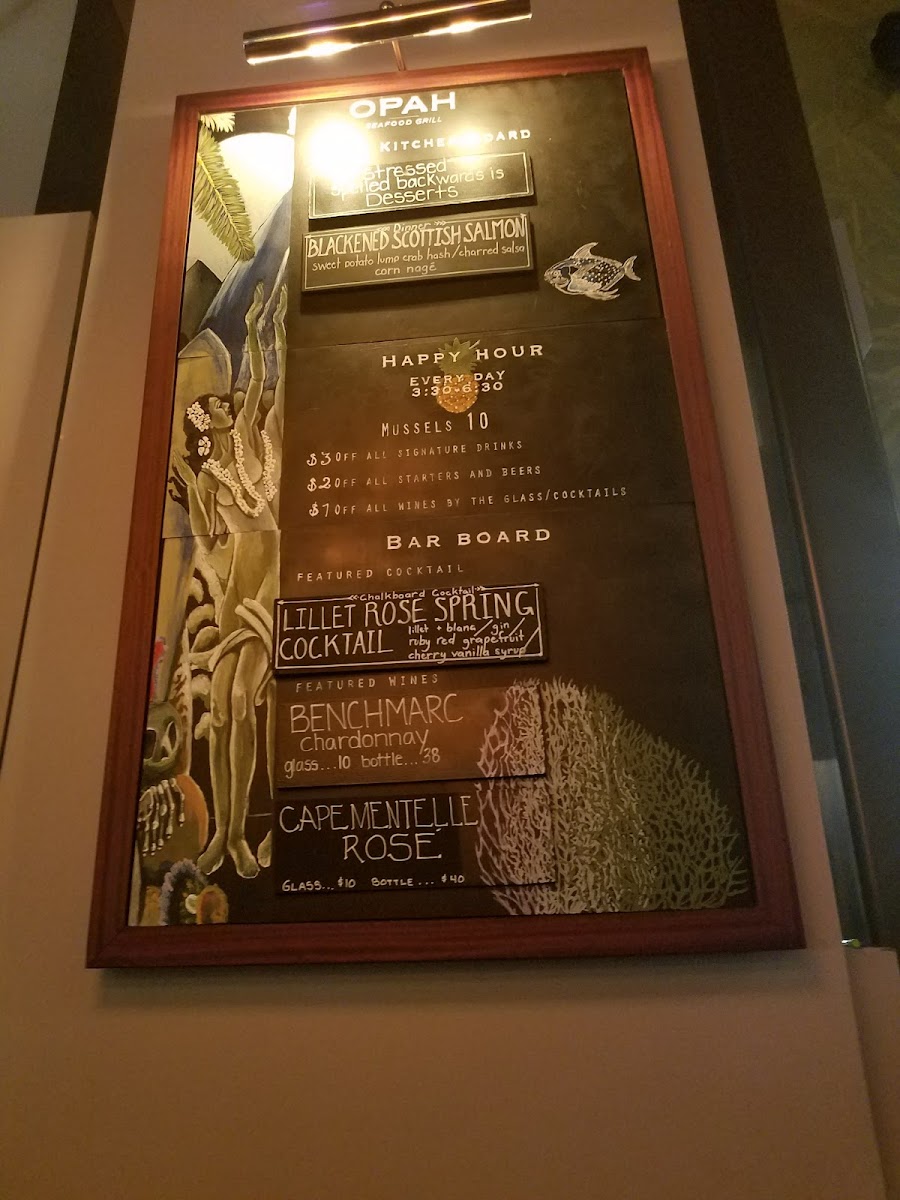 OPAH
SEAFOOD GRILL
KITCHEN BOARD
Stressed
spelled backwards is
Desserts
Dinner
BLACKENED SCOTTISH SALMON
sweet potato lump crab hash/charred salsa
corn nagé
HAPPY HOUR
EVERY DAY
3:30-6:30
MUSSELS 10
$3 OFF ALL SIGNATURE DRINKS
$2 OFF ALL STARTERS AND BEERS
$1 OFF ALL WINES BY THE GLASS/COCKTAILS
BAR BOARD
FEATURED COCKTAIL
Chalkboard Cocktail
LILLET ROSE SPRING
COCKTAIL
lillet + blanc/gin
ruby red grapefruit
cherry vanilla syrup
FEATURED WINES
BENCHMARC
chardonnay
glass...10 bottle...38
CAPEMENTELLE
ROSÉ
GLASS...$10 BOTTLE...$40